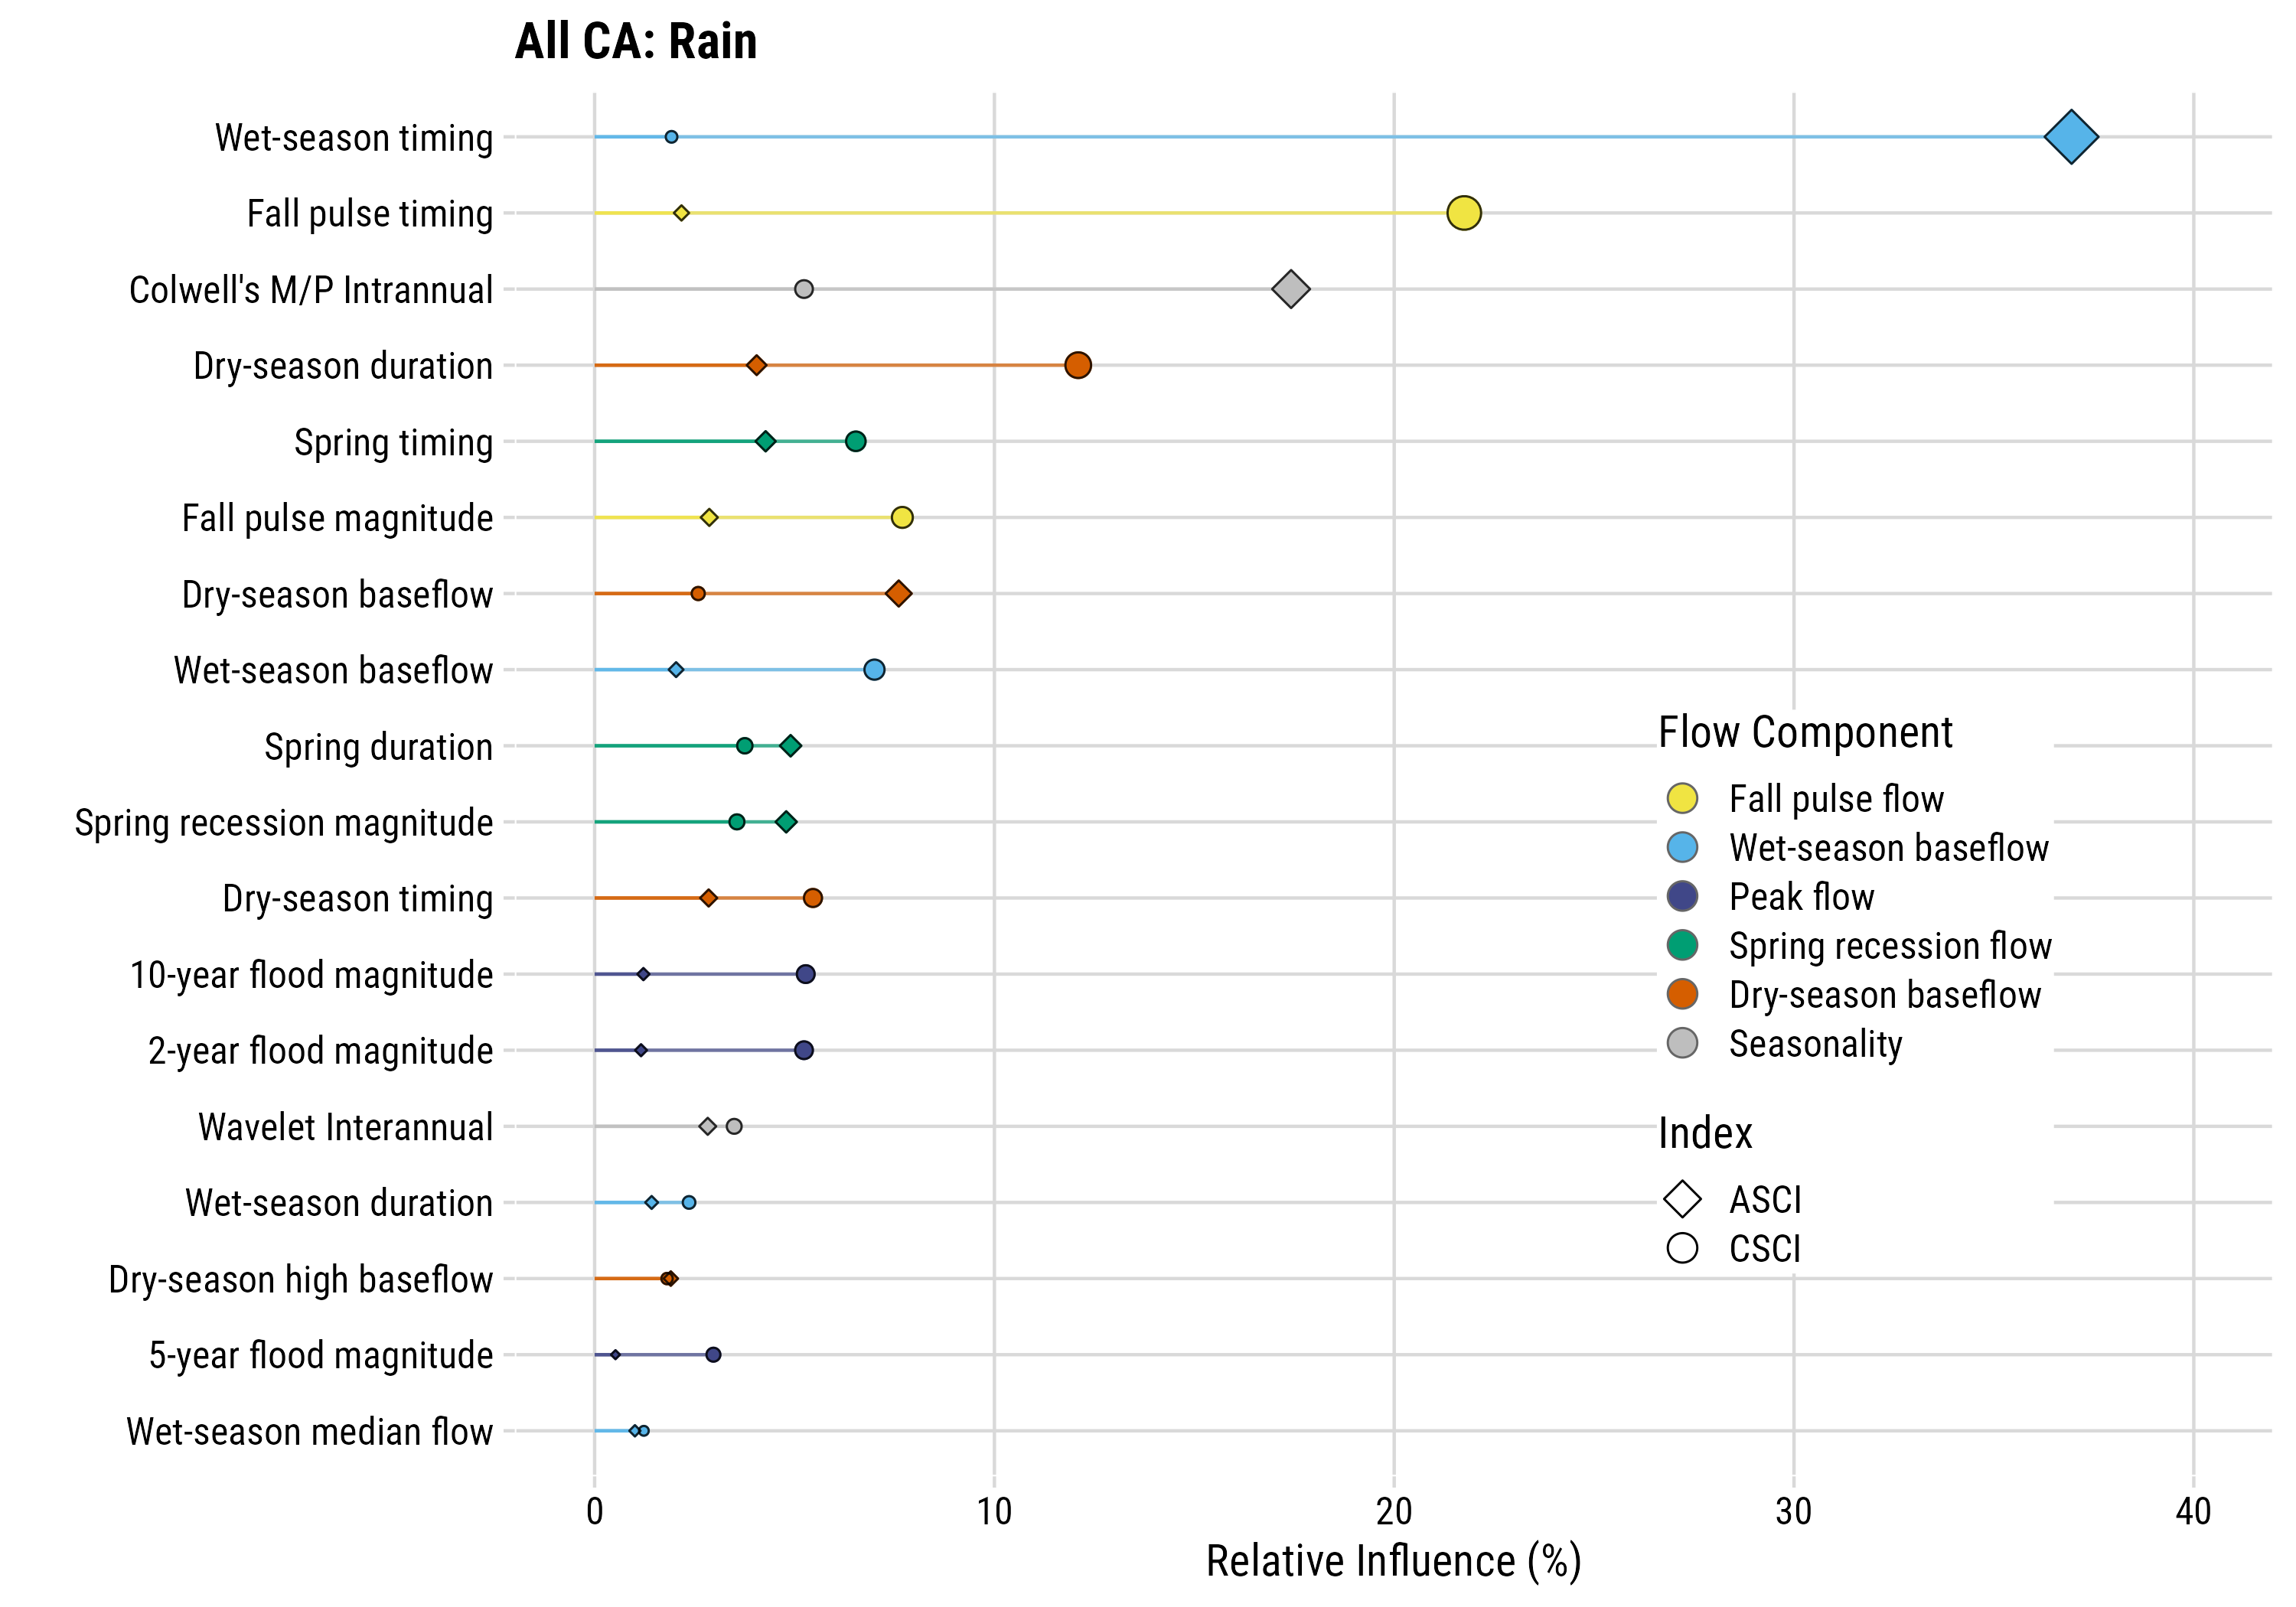 All CA: Rain
Wet-season timing
Fall pulse timing
Colwell's M/P Intrannual
Dry-season duration
Spring timing
Fall pulse magnitude
Dry-season baseflow
Wet-season baseflow
Spring duration
Spring recession magnitude
Dry-season timing
10-year flood magnitude
2-year flood magnitude
Wavelet Interannual
Wet-season duration
Dry-season high baseflow
5-year flood magnitude
Wet-season median flow
Flow Component
Fall pulse flow
Wet-season baseflow
Peak flow
Spring recession flow
Dry-season baseflow
Seasonality
Index
ASCI
CSCI
0 10 20 30 40
Relative Influence (%)